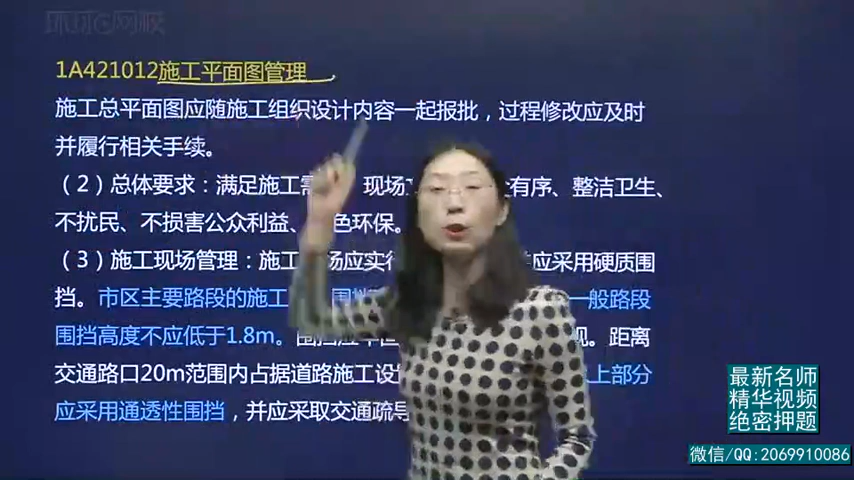 环球网校
1A421012施工平面图管理
施工总平面图应随施工组织设计内容一起报批，过程修改应及时
并履行相关手续。
（2）总体要求：满足施工需 现场 有序、整洁卫生、
不扰民、不损害公众利益、 色环保。
（3）施工现场管理：施工 场应实行 应采用硬质围
挡。市区主要路段的施工 围挡 一般路段
围挡高度不应低于1.8m。围挡应牢固 观。距离
交通路口20m范围内占据道路施工设 上部分
应采用通透性围挡，并应采取交通疏导
最新名师
精华视频
绝密押题
微信/QQ:2069910086